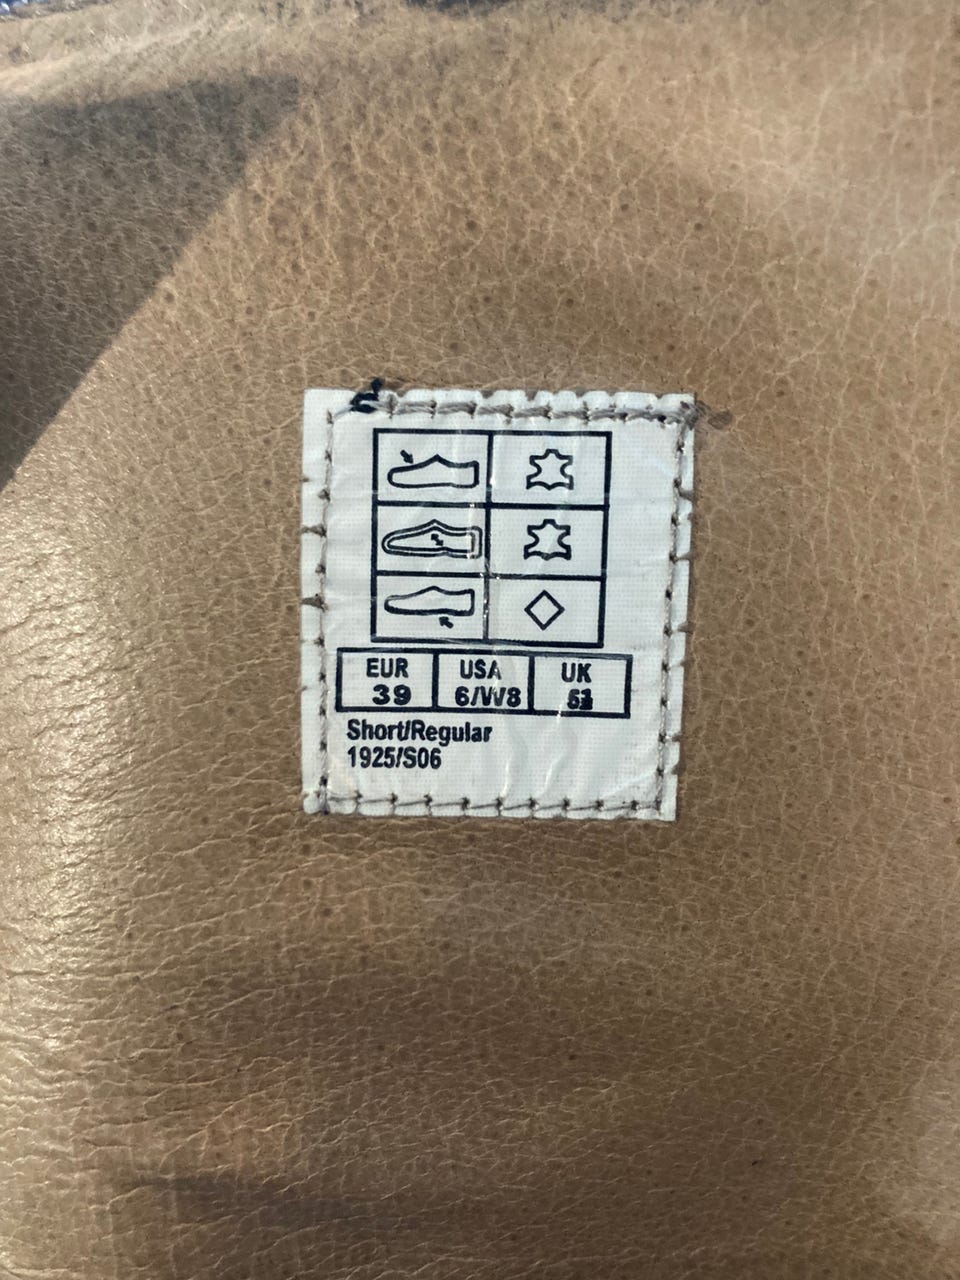 EUR USA UK
39 6/W8
Short/Regular
1925/S06